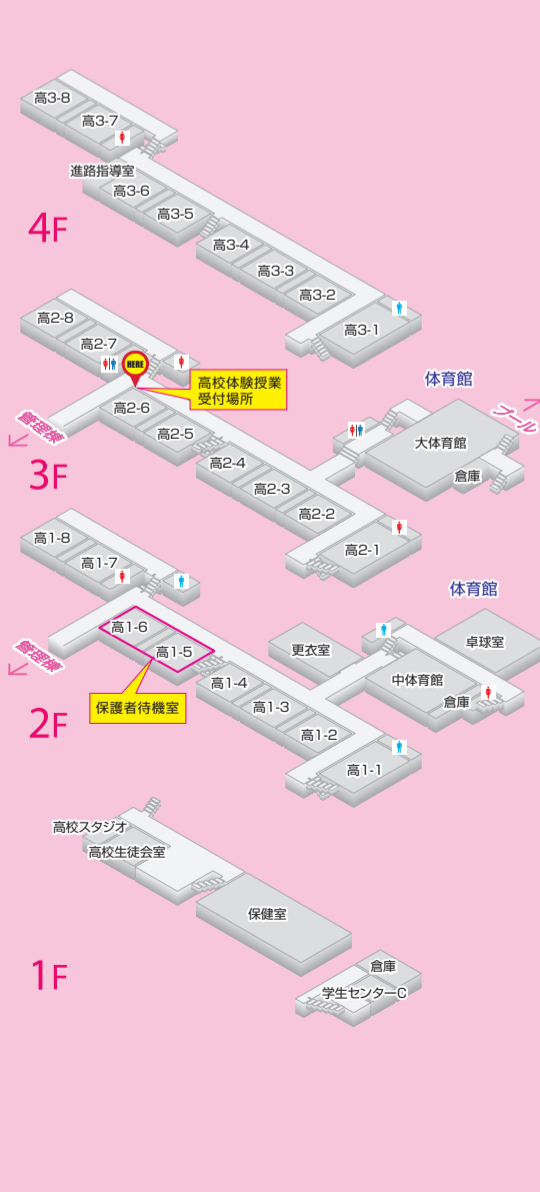 高3-8
高3-7
進路指導室
高3-6
高3-5
4F
高3-4
高3-3
高3-2
高3-1
高2-8
高2-7
HERE
高校体験授業
受付場所
体育館
プール
管理棟
高2-6
高2-5
大体育館
倉庫
3F
高2-4
高2-3
高2-2
高2-1
高1-8
高1-7
体育館
管理棟
高1-6
高1-5
更衣室
卓球室
中体育館
倉庫
保護者待機室
2F
高1-4
高1-3
高1-2
高1-1
高校スタジオ
高校生徒会室
保健室
1F
倉庫
学生センターC